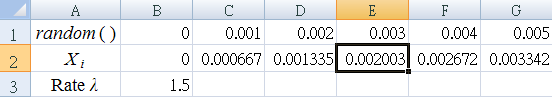 A B C D E F G
1 random() 0 0.001 0.002 0.003 0.004 0.005
2 Xi 0 0.000667 0.001335 0.002003 0.002672 0.003342
3 Rate λ 1.5